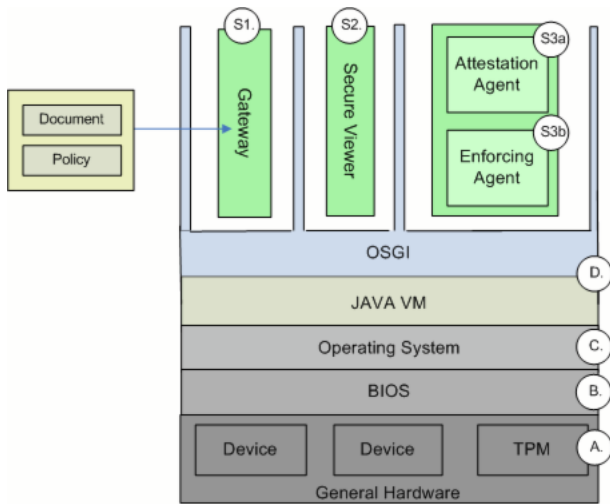 S1.
S2.
S3a
Gateway
Secure Viewer
Attestation
Agent
S3b
Enforcing
Agent
Document
Policy
OSGI
D.
JAVA VM
Operating System
C.
BIOS
B.
Device
Device
TPM
A.
General Hardware